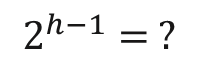 2^{h-1} = ?